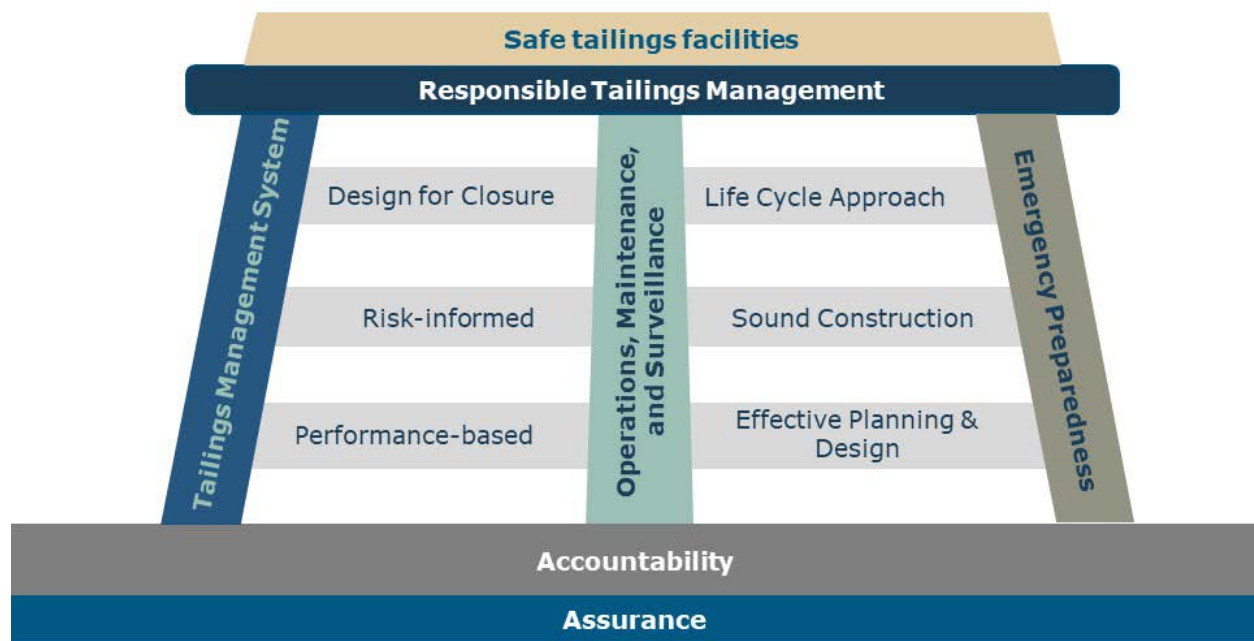 Safe tailings facilities
Responsible Tailings Management
Tailings Management System
Design for Closure
Risk-informed
Performance-based
Operations, Maintenance,
and Surveillance
Life Cycle Approach
Sound Construction
Effective Planning &
Design
Emergency Preparedness
Accountability
Assurance